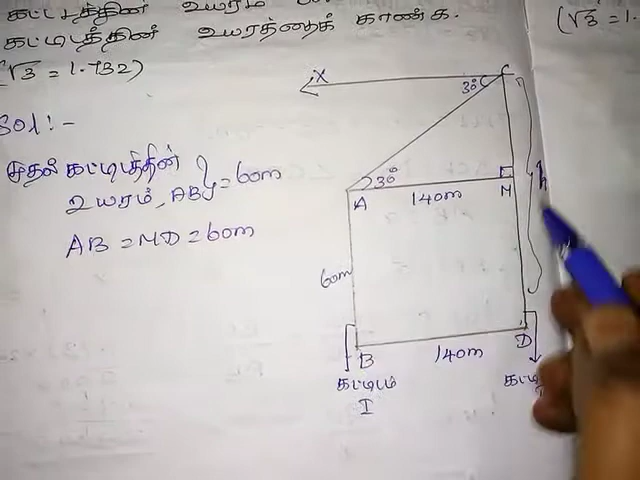 கட்டிடத்தின் உயரம்
கட்டிடத்தின் உயரத்தைக் காண்க.
(√3 = 1.732)
(√3 = 1.
Sol :-
முதல் கட்டிடத்தின்
உயரம், AB } = 60m
AB = MD = 60m
X
C
30°
30°
A
140m
M
h
60m
B
140m
D
கட்டிடம்
I